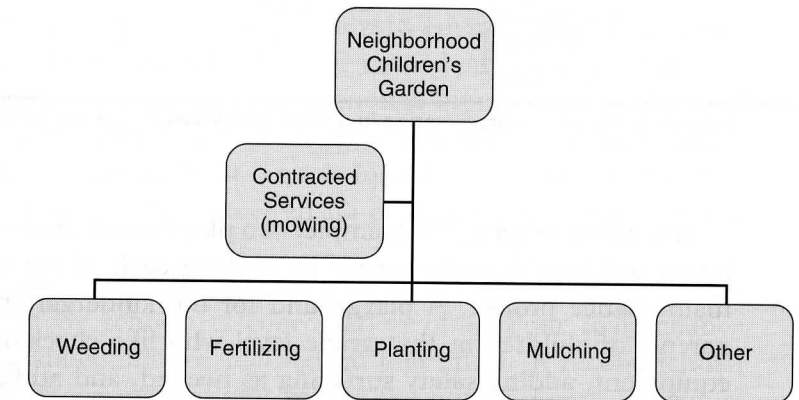 Neighborhood
Children's
Garden
Contracted
Services
(mowing)
Weeding
Fertilizing
Planting
Mulching
Other